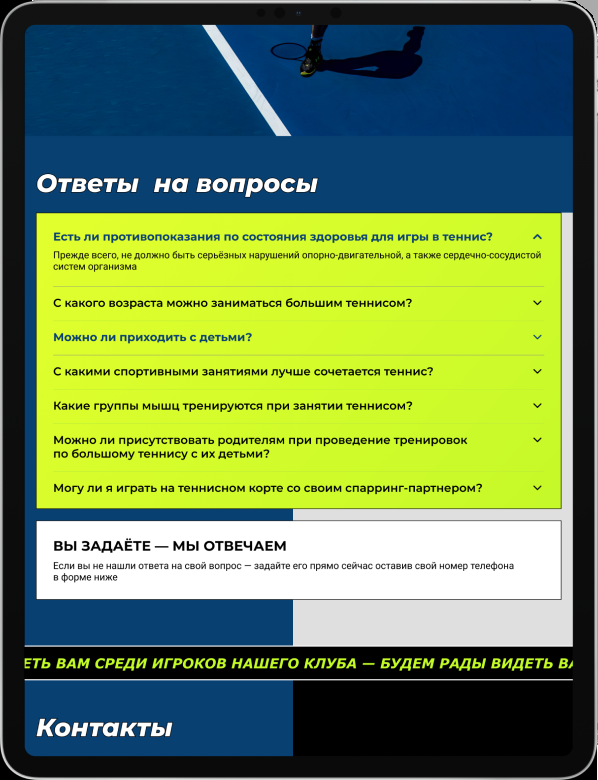 Ответы на вопросы
Есть ли противопоказания по состояния здоровья для игры в теннис?
Прежде всего, не должно быть серьёзных нарушений опорно-двигательной, а также сердечно-сосудистой
систем организма
С какого возраста можно заниматься большим теннисом?
Можно ли приходить с детьми?
С какими спортивными занятиями лучше сочетается теннис?
Какие группы мышц тренируются при занятии теннисом?
Можно ли присутствовать родителям при проведение тренировок
по большому теннису с их детьми?
Могу ли я играть на теннисном корте со своим спарринг-партнером?
ВЫ ЗАДАЁТЕ — МЫ ОТВЕЧАЕМ
Если вы не нашли ответа на свой вопрос — задайте его прямо сейчас оставив свой номер телефона
в форме ниже
ЕТЬ ВАМ СРЕДИ ИГРОКОВ НАШЕГО КЛУБА — БУДЕМ РАДЫ ВИДЕТЬ ВА
Контакты